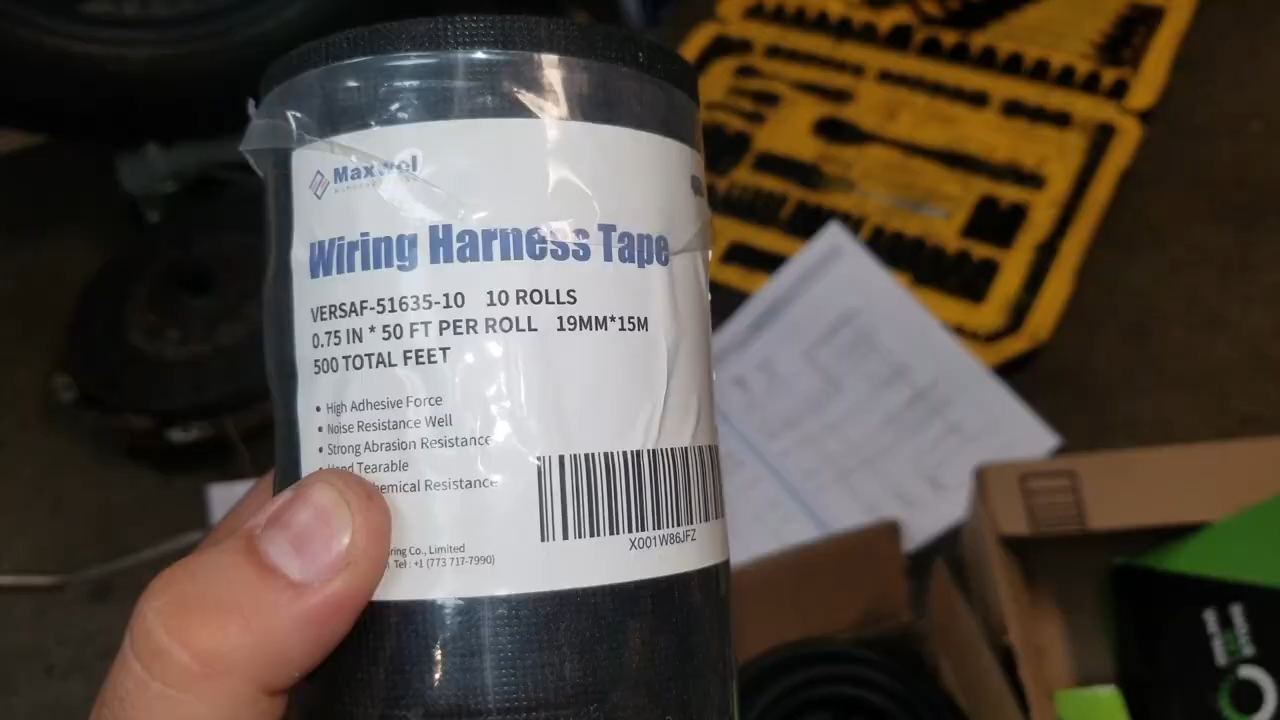 Maxwel
Wiring Harness Tape
VERSAF-51635-10 10 ROLLS
0.75 IN * 50 FT PER ROLL 19MM*15M
500 TOTAL FEET
• High Adhesive Force
• Noise Resistance Well
• Strong Abrasion Resistance
Tearable
Resistance
X001W86JFZ
Co., Limited
Tel : +1 (773 717-7990)